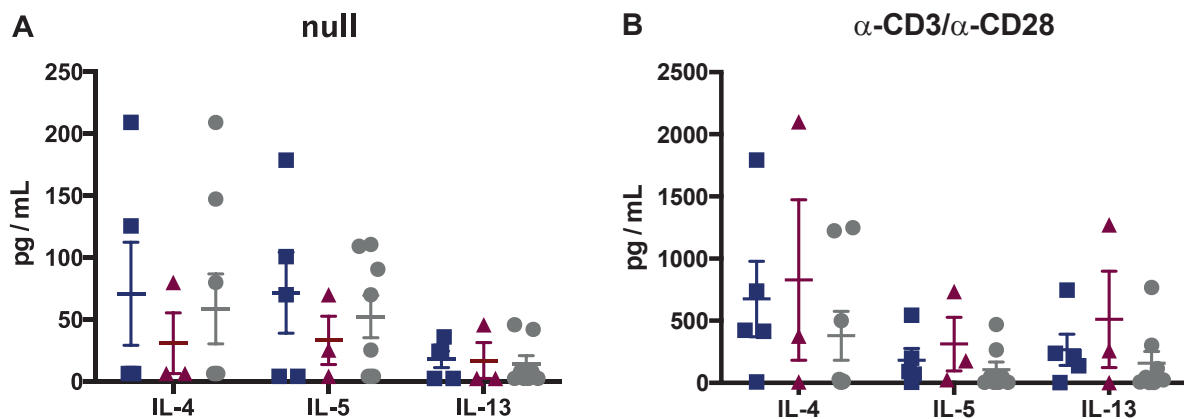 A
null
250
200
150
100
50
0
pg / mL
IL-4
IL-5
IL-13
B
α-CD3/α-CD28
2500
2000
1500
1000
500
0
pg / mL
IL-4
IL-5
IL-13